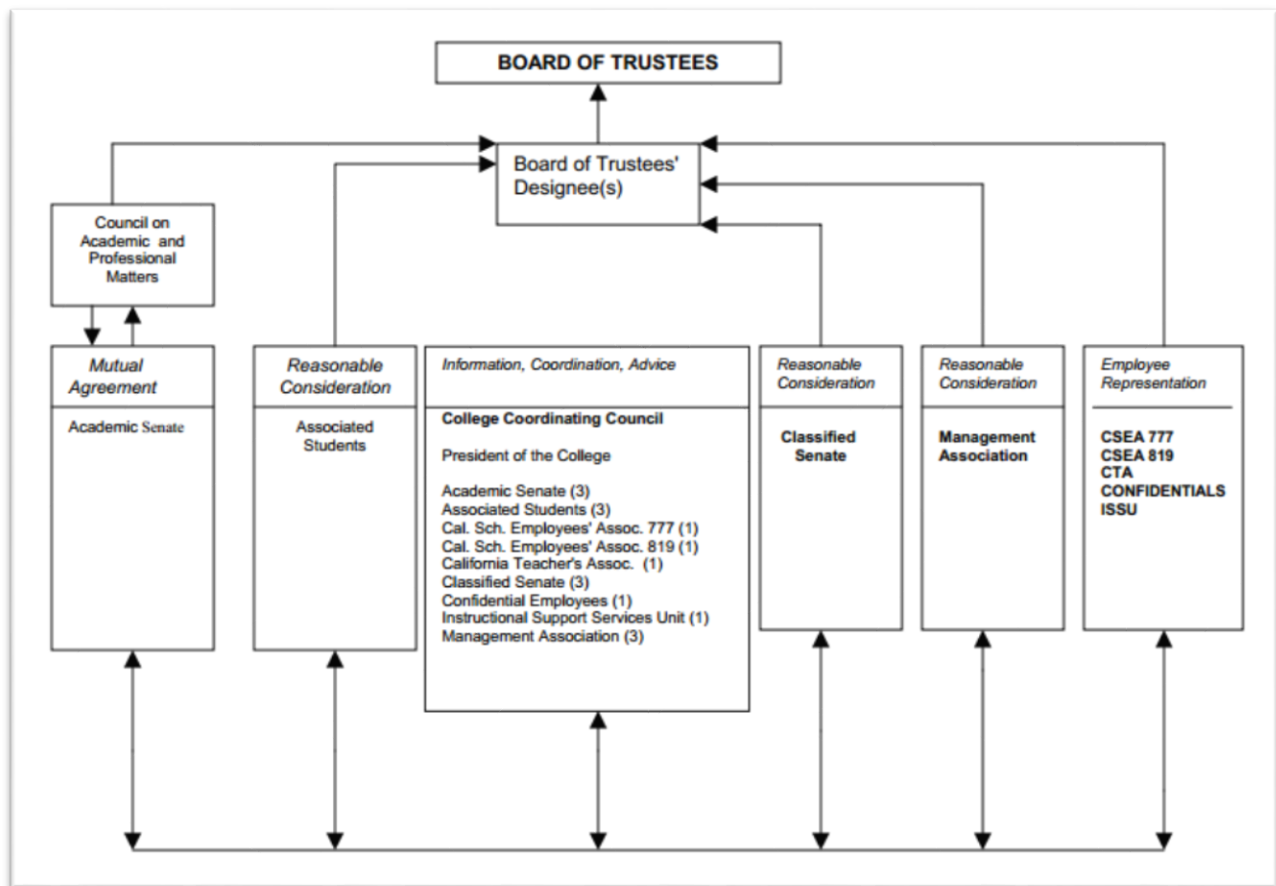 BOARD OF TRUSTEES
Board of Trustees'
Designee(s)
Council on
Academic and
Professional
Matters
Mutual
Agreement
Academic Senate
Reasonable
Consideration
Associated
Students
Information, Coordination, Advice
College Coordinating Council
President of the College
Academic Senate (3)
Associated Students (3)
Cal. Sch. Employees' Assoc. 777 (1)
Cal. Sch. Employees' Assoc. 819 (1)
California Teacher's Assoc. (1)
Classified Senate (3)
Confidential Employees (1)
Instructional Support Services Unit (1)
Management Association (3)
Reasonable
Consideration
Classified
Senate
Reasonable
Consideration
Management
Association
Employee
Representation
CSEA 777
CSEA 819
CTA
CONFIDENTIALS
ISSU